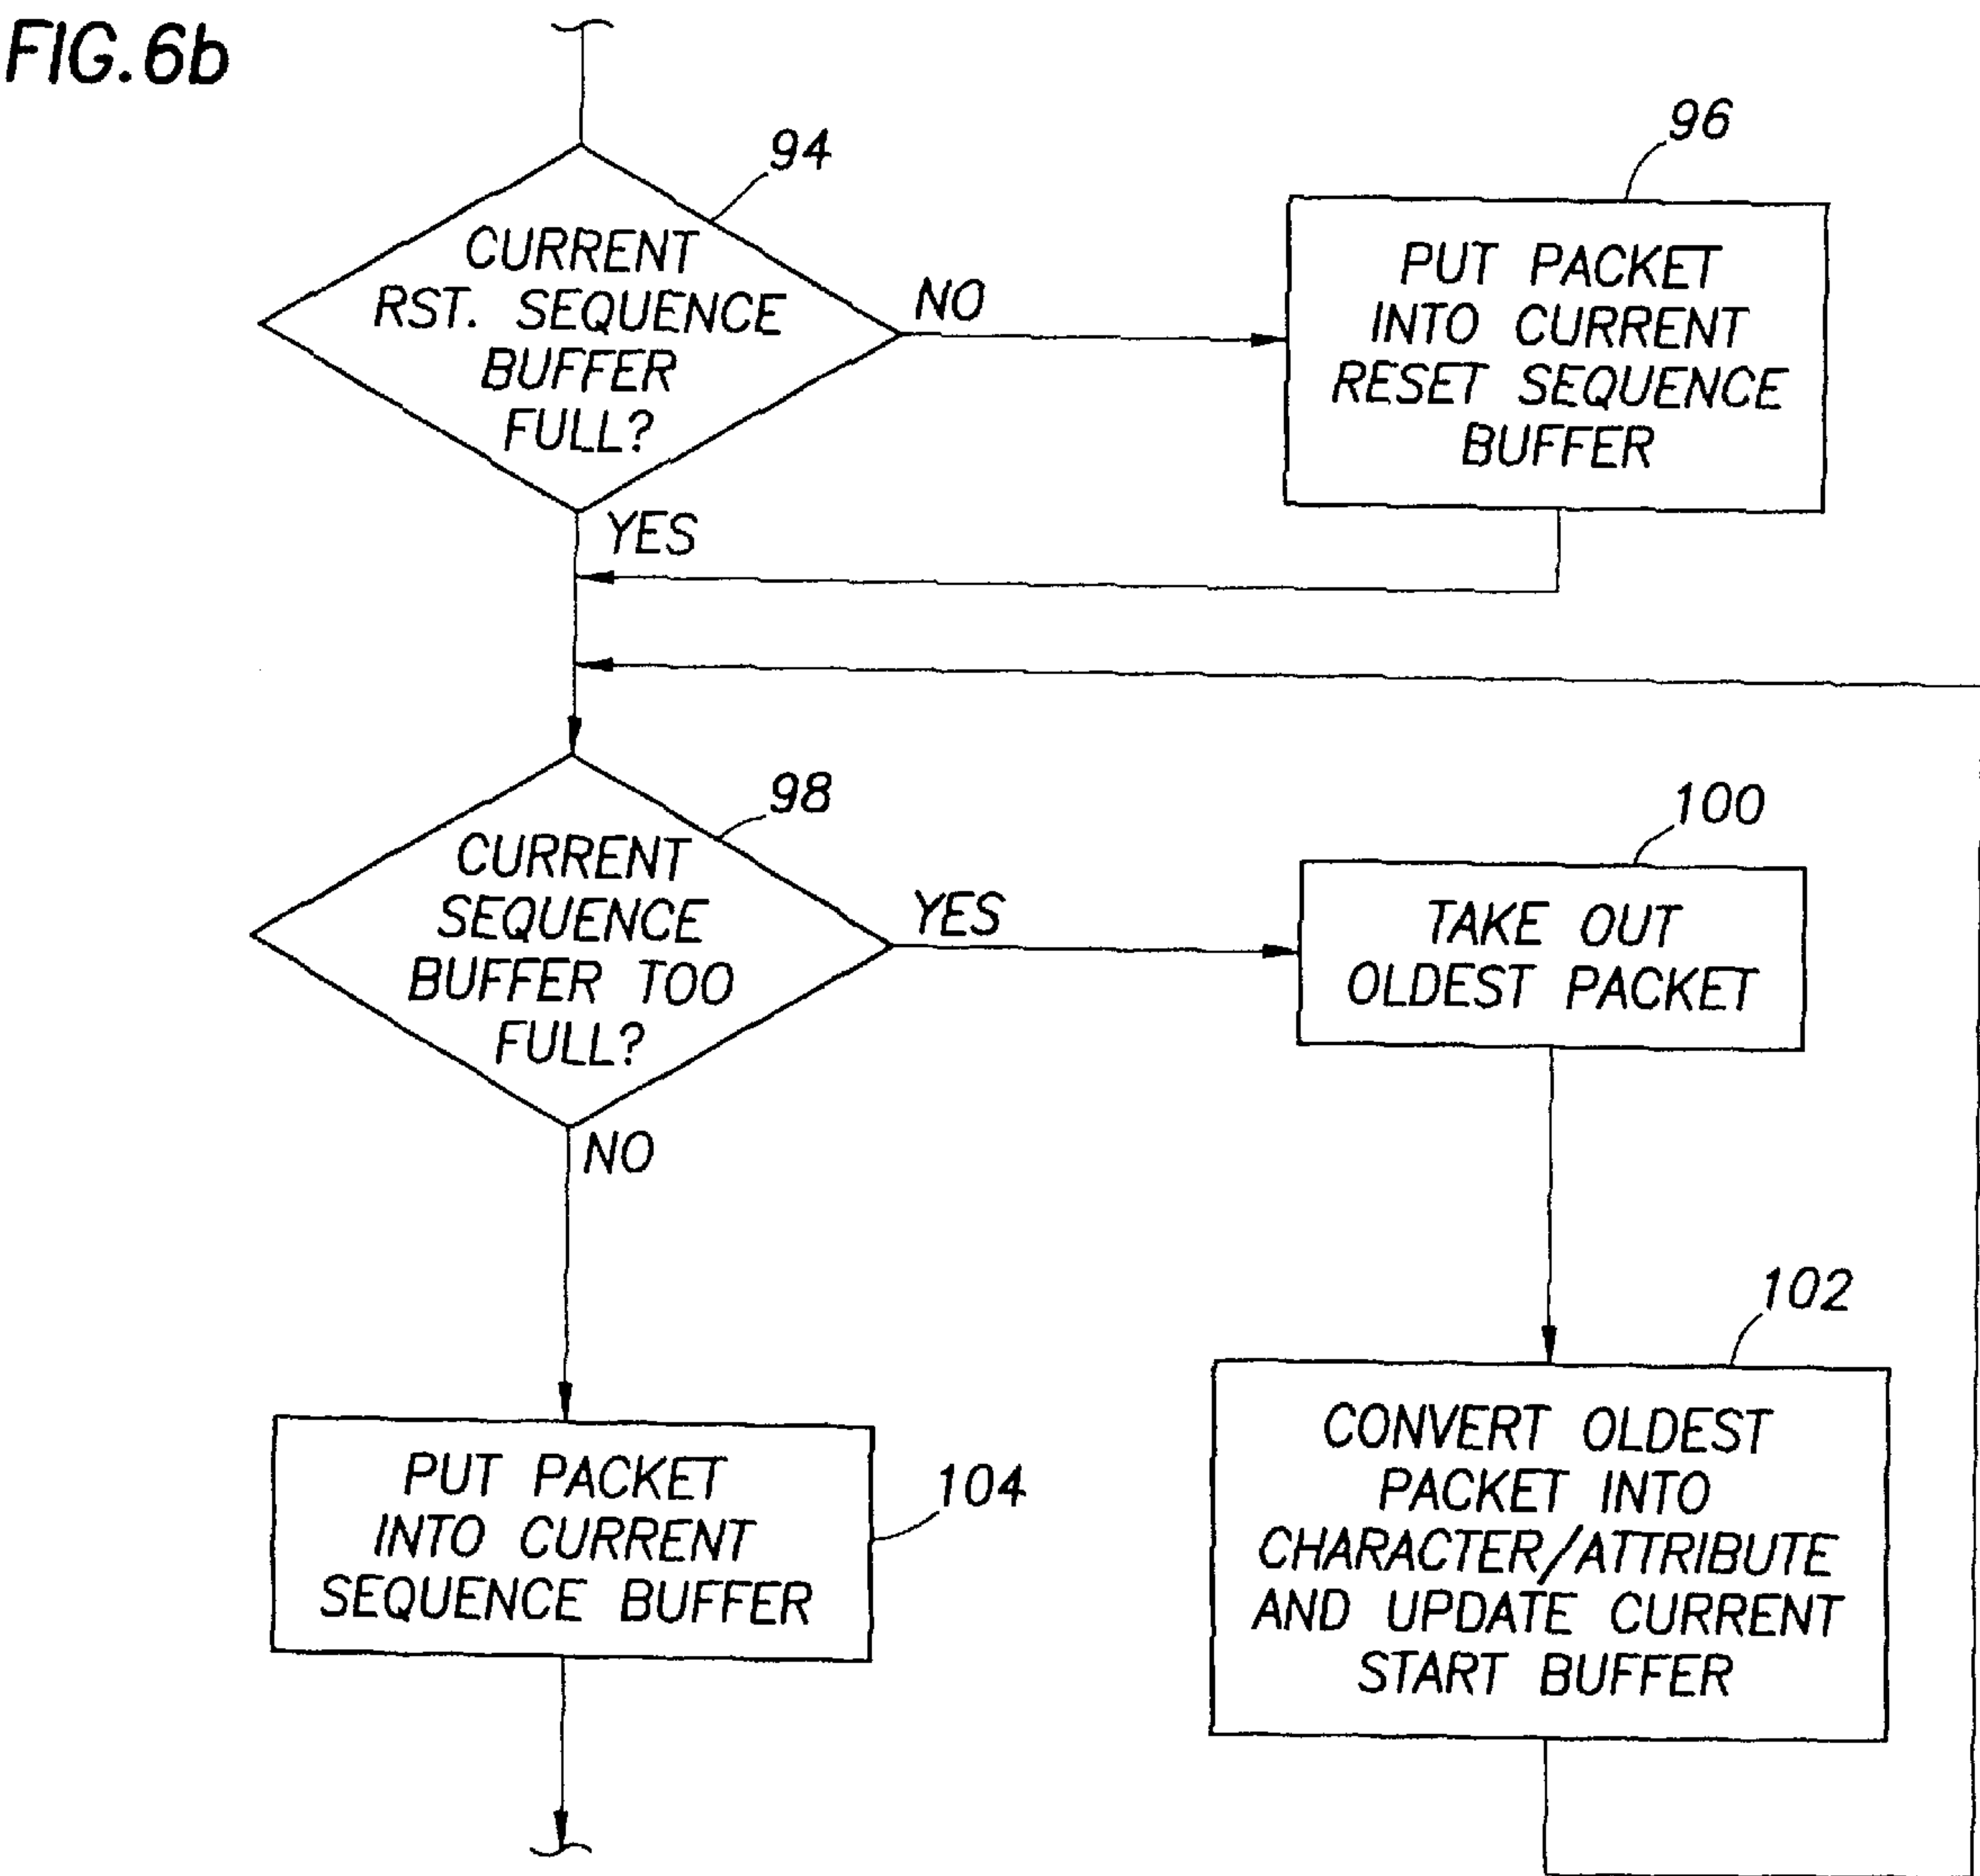 FIG.6b
94
CURRENT
RST. SEQUENCE
BUFFER
FULL?
NO
YES
96
PUT PACKET
INTO CURRENT
RESET SEQUENCE
BUFFER
98
CURRENT
SEQUENCE
BUFFER TOO
FULL?
YES
NO
100
TAKE OUT
OLDEST PACKET
102
CONVERT OLDEST
PACKET INTO
CHARACTER/ATTRIBUTE
AND UPDATE CURRENT
START BUFFER
104
PUT PACKET
INTO CURRENT
SEQUENCE BUFFER